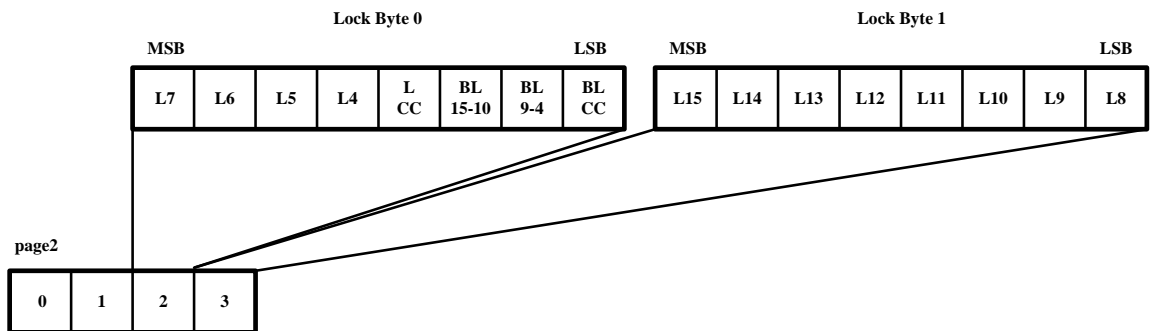 Lock Byte 0 Lock Byte 1
MSB LSB MSB LSB
L7 L6 L5 L4 L CC BL 15-10 BL 9-4 BL CC L15 L14 L13 L12 L11 L10 L9 L8
page2
0 1 2 3